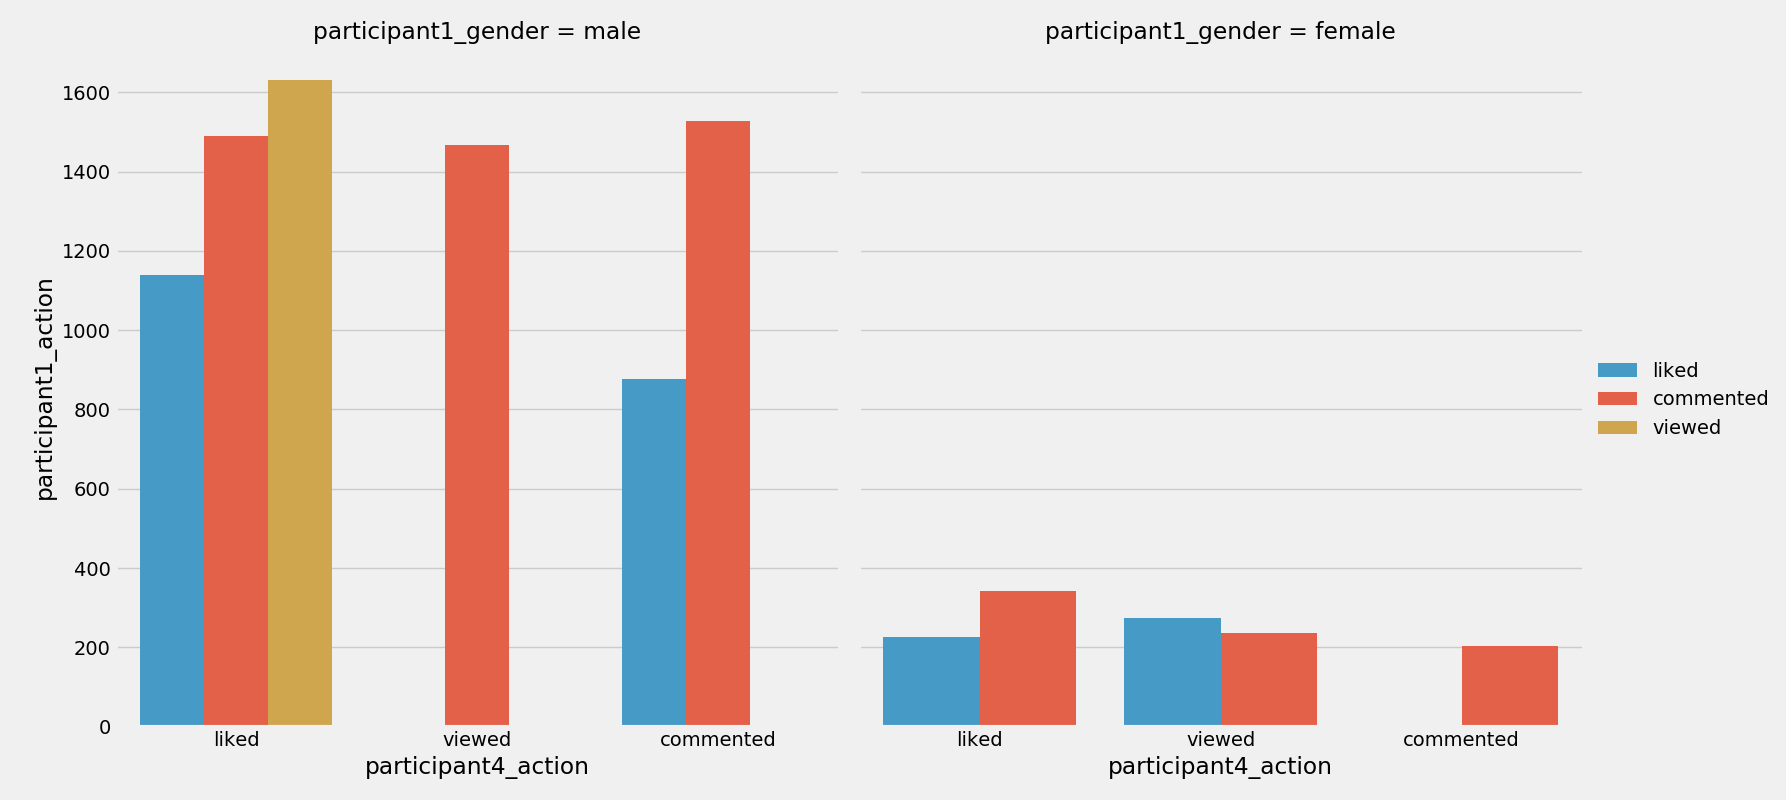 participant1_gender = male
participant1_gender = female
participant1_action
1600
1400
1200
1000
800
600
400
200
0
liked
viewed
commented
participant4_action
liked
viewed
commented
participant4_action
liked
commented
viewed